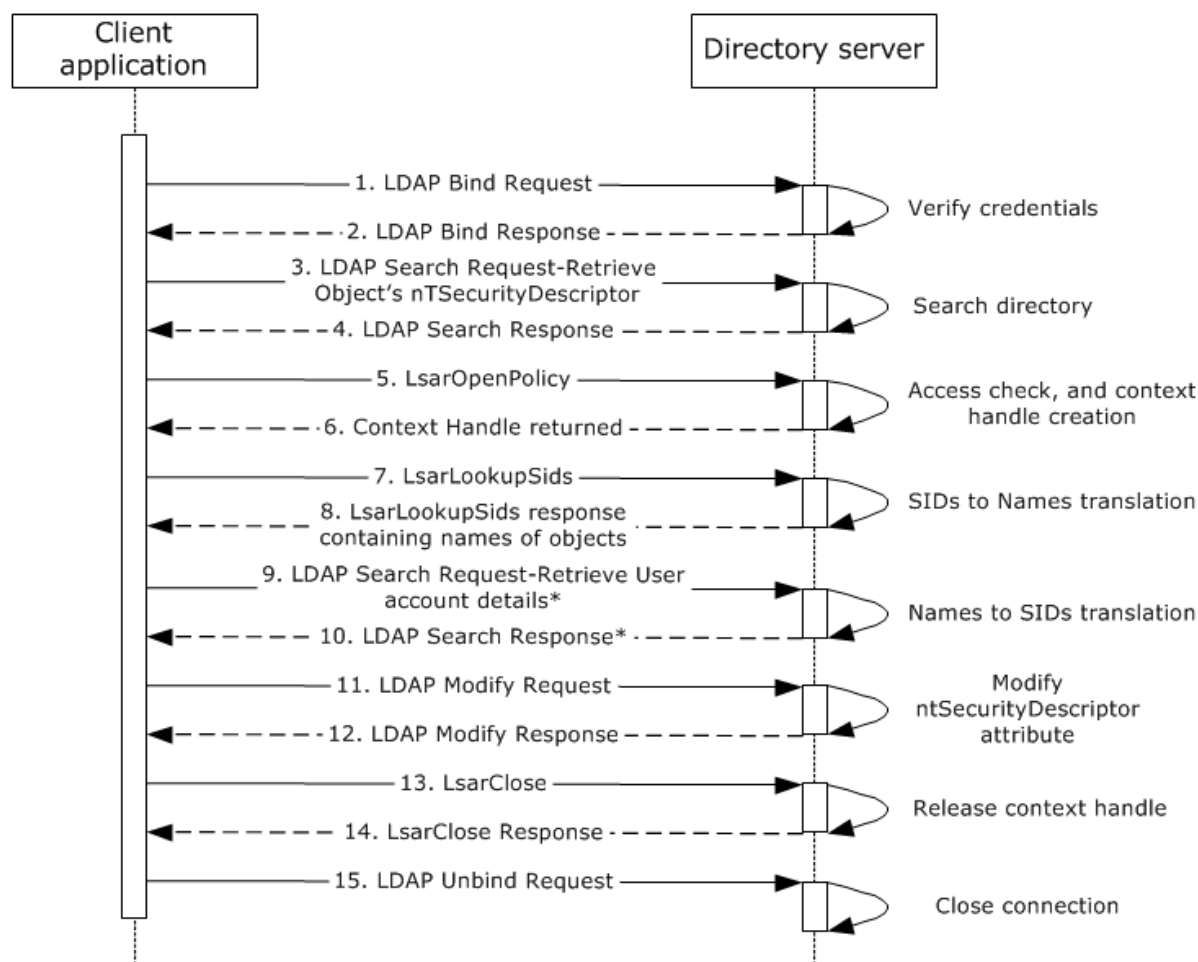 Client
application
Directory server
1. LDAP Bind Request
Verify credentials
2. LDAP Bind Response
3. LDAP Search Request-Retrieve
Object's nTSecurityDescriptor
Search directory
4. LDAP Search Response
5. LsarOpenPolicy
Access check, and context
handle creation
6. Context Handle returned
7. LsarLookupSids
SIDs to Names translation
8. LsarLookupSids response
containing names of objects
9. LDAP Search Request-Retrieve User
account details*
Names to SIDs translation
10. LDAP Search Response*
11. LDAP Modify Request
Modify
ntSecurityDescriptor
attribute
12. LDAP Modify Response
13. LsarClose
Release context handle
14. LsarClose Response
15. LDAP Unbind Request
Close connection